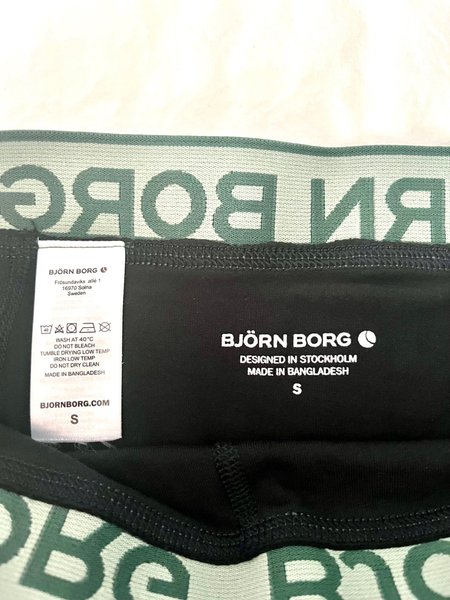 BORG RN BOR
BJÖRN BORG
Frösundaviks allé 1
16970 Solna
Sweden
WASH AT 40°C
DO NOT BLEACH
TUMBLE DRYING LOW TEMP
IRON LOW TEMP
DO NOT DRY CLEAN
MADE IN BANGLADESH
BJORNBORG.COM
S
BJÖRN BORG
DESIGNED IN STOCKHOLM
MADE IN BANGLADESH
S